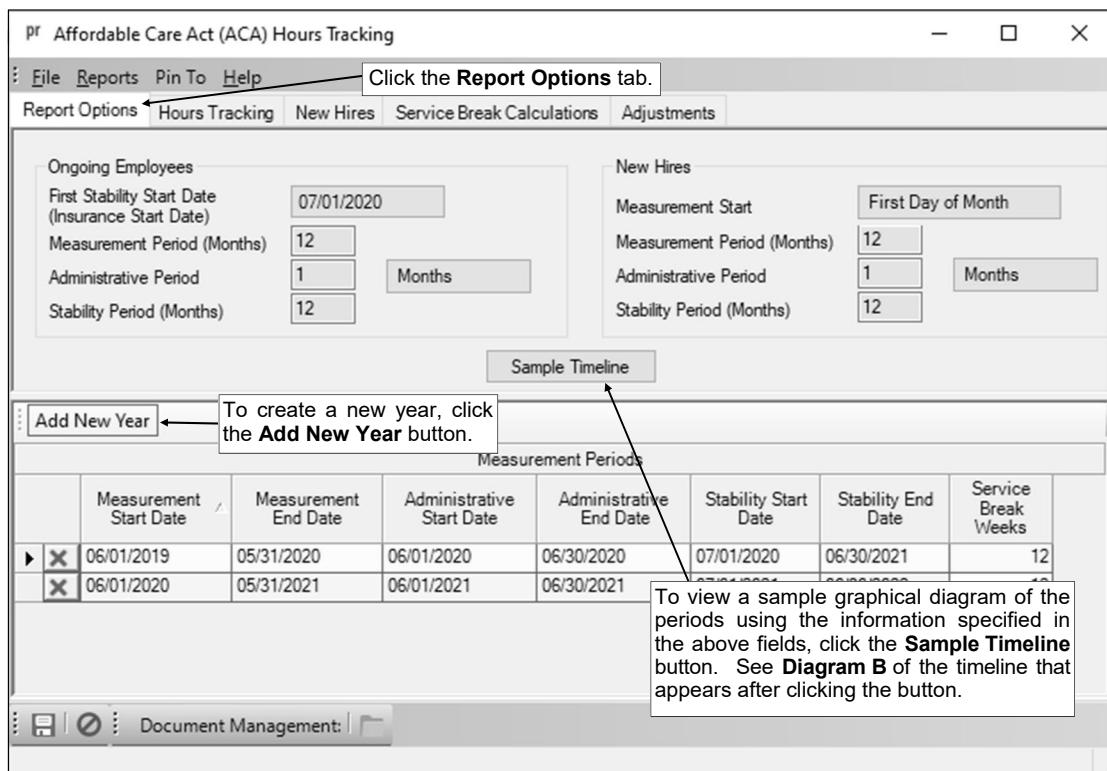 pr Affordable Care Act (ACA) Hours Tracking
File Reports Pin To Help
Click the Report Options tab.
Report Options Hours Tracking New Hires Service Break Calculations Adjustments
Ongoing Employees
First Stability Start Date
(Insurance Start Date)
07/01/2020
Measurement Period (Months) 12
Administrative Period 1 Months
Stability Period (Months) 12
New Hires
Measurement Start First Day of Month
Measurement Period (Months) 12
Administrative Period 1 Months
Stability Period (Months) 12
Sample Timeline
Add New Year
To create a new year, click
the Add New Year button.
Measurement Periods
Measurement Start Date
Measurement End Date
Administrative Start Date
Administrative End Date
Stability Start Date
Stability End Date
Service Break Weeks
06/01/2019 05/31/2020 06/01/2020 06/30/2020 07/01/2020 06/30/2021 12
06/01/2020 05/31/2021 06/01/2021 06/30/2021
To view a sample graphical diagram of the
periods using the information specified in
the above fields, click the Sample Timeline
button. See Diagram B of the timeline that
appears after clicking the button.
Document Management: